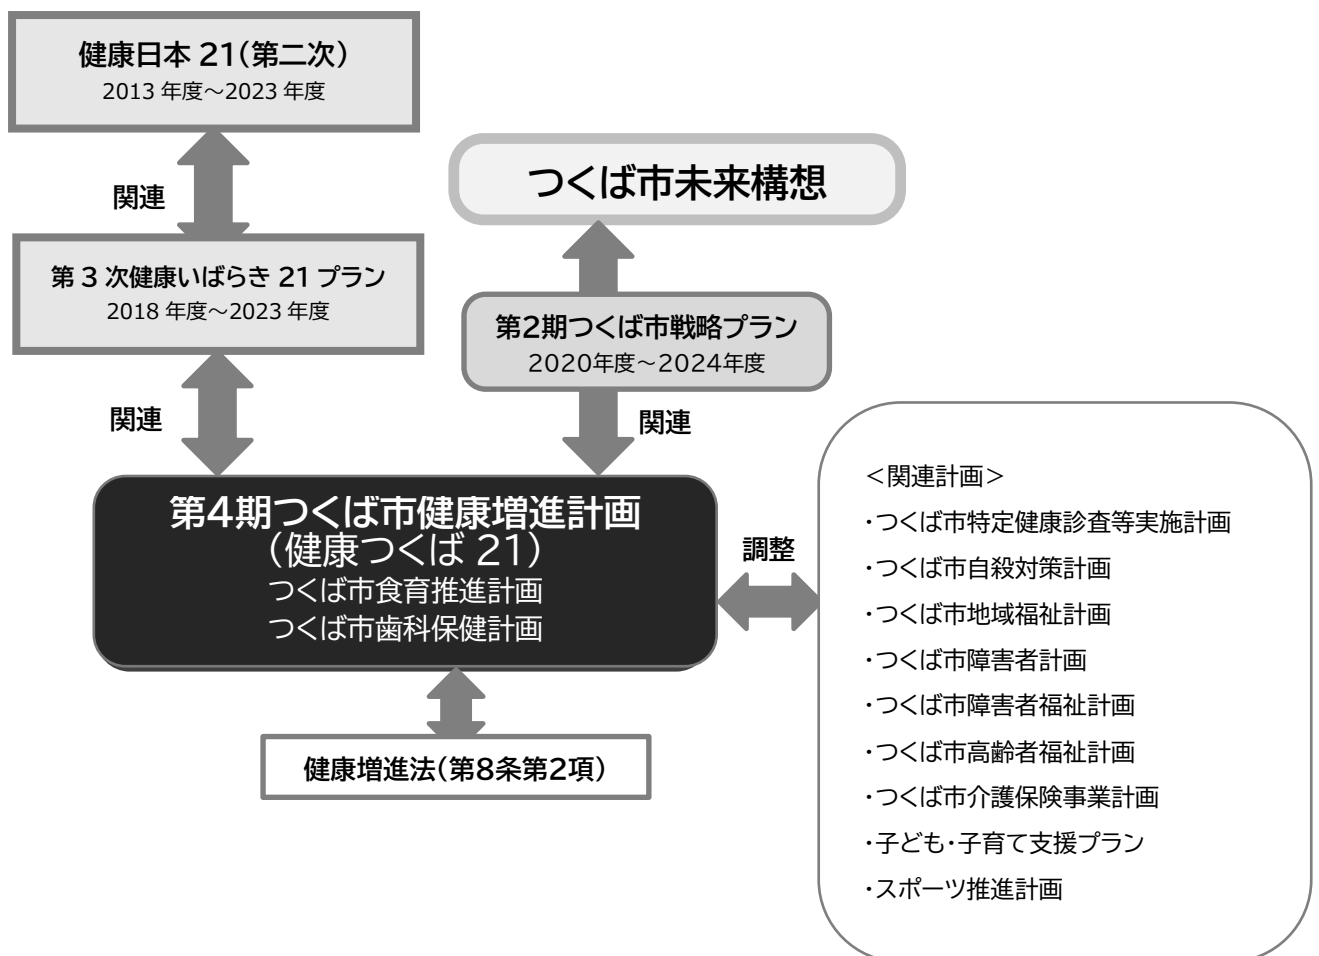 健康日本 21（第二次）
2013 年度～2023 年度
関連
つくば市未来構想
第 3 次健康いばらき 21 プラン
2018 年度～2023 年度
第2期つくば市戦略プラン
2020年度～2024年度
関連
関連
第4期つくば市健康増進計画
（健康つくば 21）
つくば市食育推進計画
つくば市歯科保健計画
調整
＜関連計画＞
・つくば市特定健康診査等実施計画
・つくば市自殺対策計画
・つくば市地域福祉計画
・つくば市障害者計画
・つくば市障害者福祉計画
・つくば市高齢者福祉計画
・つくば市介護保険事業計画
・子ども・子育て支援プラン
・スポーツ推進計画
健康増進法（第8条第2項）